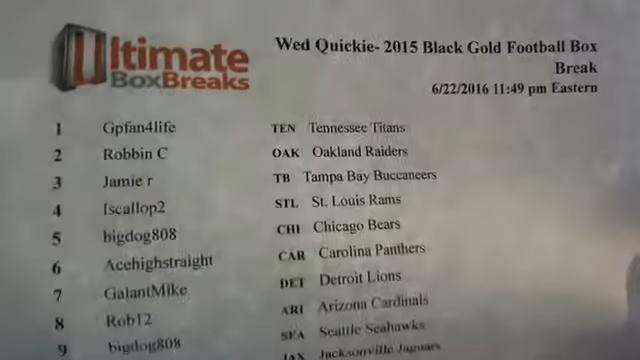 Ultimate
BoxBreaks
Wed Quickie- 2015 Black Gold Football Box
Break
6/22/2016 11:49 pm Eastern
1 Gpfan4life TEN Tennessee Titans
2 Robbin C OAK Oakland Raiders
3 Jamie r TB Tampa Bay Buccaneers
4 Iscallop2 STL St. Louis Rams
5 bigdog808 CHI Chicago Bears
6 Acehighstraight CAR Carolina Panthers
7 GalantMike DET Detroit Lions
8 Rob12 ARI Arizona Cardinals
9 bigdog808 SEA Seattle Seahawks
JAX Jacksonville Jaguars